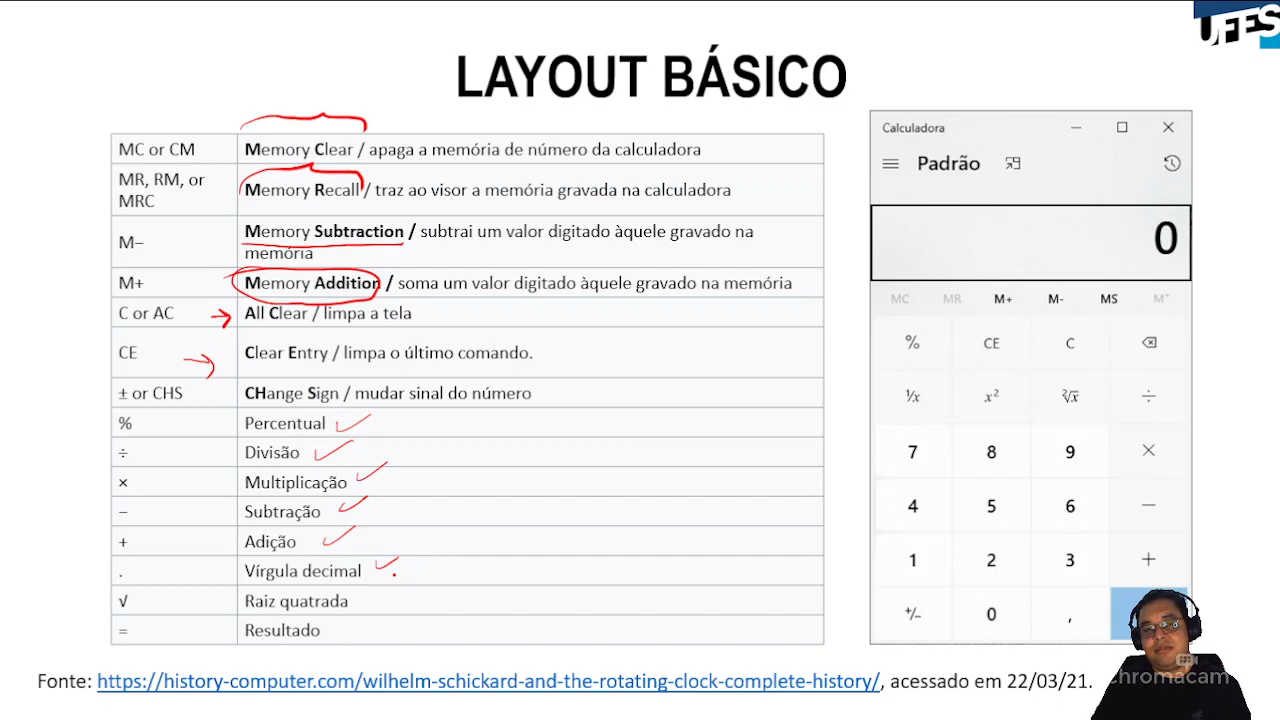 UFES
LAYOUT BÁSICO
MC or CM Memory Clear / apaga a memória de número da calculadora
MR, RM, or MRC Memory Recall / traz ao visor a memória gravada na calculadora
M− Memory Subtraction / subtrai um valor digitado àquele gravado na
memória
M+ Memory Addition / soma um valor digitado àquele gravado na memória
C or AC All Clear / limpa a tela
CE Clear Entry / limpa o último comando.
± or CHS CHange Sign / mudar sinal do número
% Percentual
÷ Divisão
× Multiplicação
− Subtração
+ Adição
. Vírgula decimal
√ Raiz quadrada
= Resultado
Calculadora
Padrão
0
MC MR M+ M- MS M˅
% CE C
¹/x x² ²√x ÷
7 8 9 ×
4 5 6 −
1 2 3 +
+/− 0 ,
Fonte: https://history-computer.com/wilhelm-schickard-and-the-rotating-clock-complete-history/, acessado em 22/03/21.
chromacam